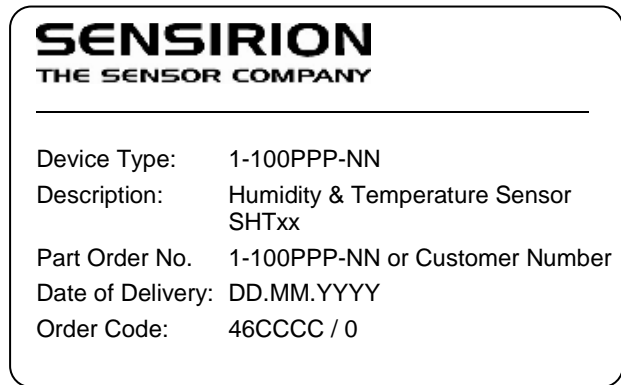 SENSIRION
THE SENSOR COMPANY
Device Type: 1-100PPP-NN
Description: Humidity & Temperature Sensor
SHTxx
Part Order No. 1-100PPP-NN or Customer Number
Date of Delivery: DD.MM.YYYY
Order Code: 46CCCC / 0